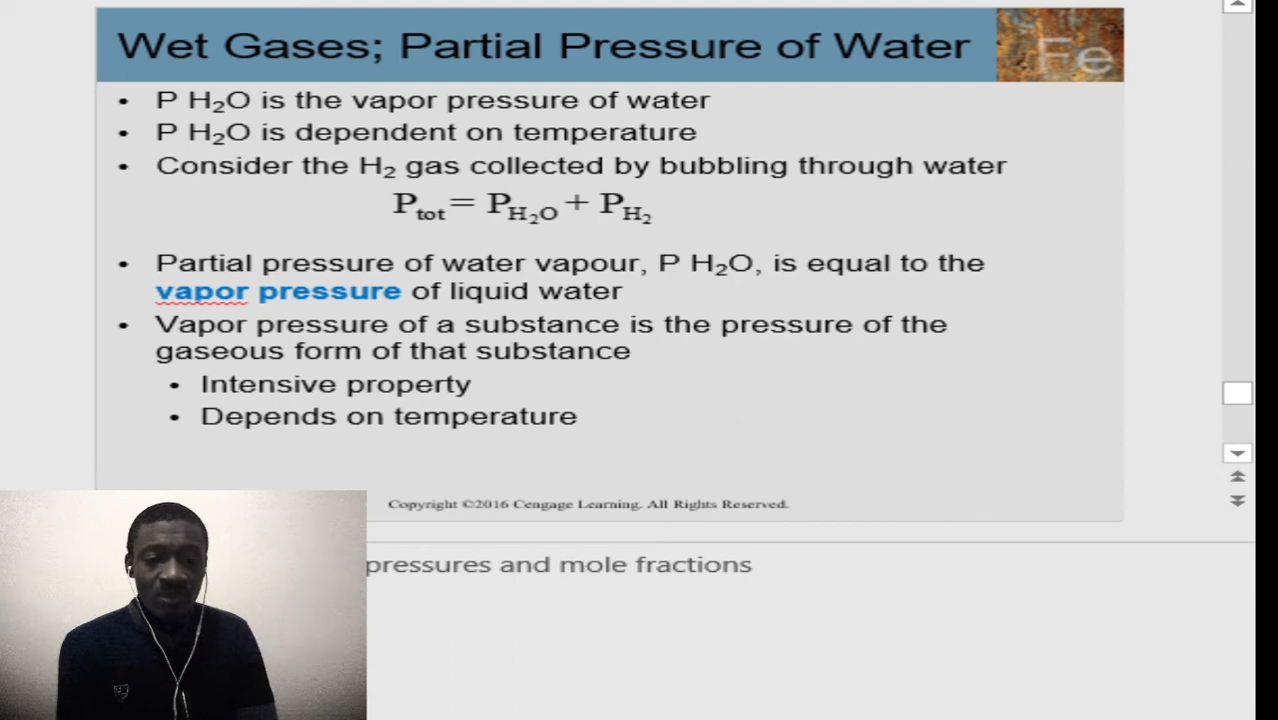 Wet Gases; Partial Pressure of Water
Fe
• P H₂O is the vapor pressure of water
• P H₂O is dependent on temperature
• Consider the H₂ gas collected by bubbling through water
P_tot = P_H₂O + P_H₂
• Partial pressure of water vapour, P H₂O, is equal to the
vapor pressure of liquid water
• Vapor pressure of a substance is the pressure of the
gaseous form of that substance
• Intensive property
• Depends on temperature
Copyright ©2016 Cengage Learning. All Rights Reserved.
pressures and mole fractions